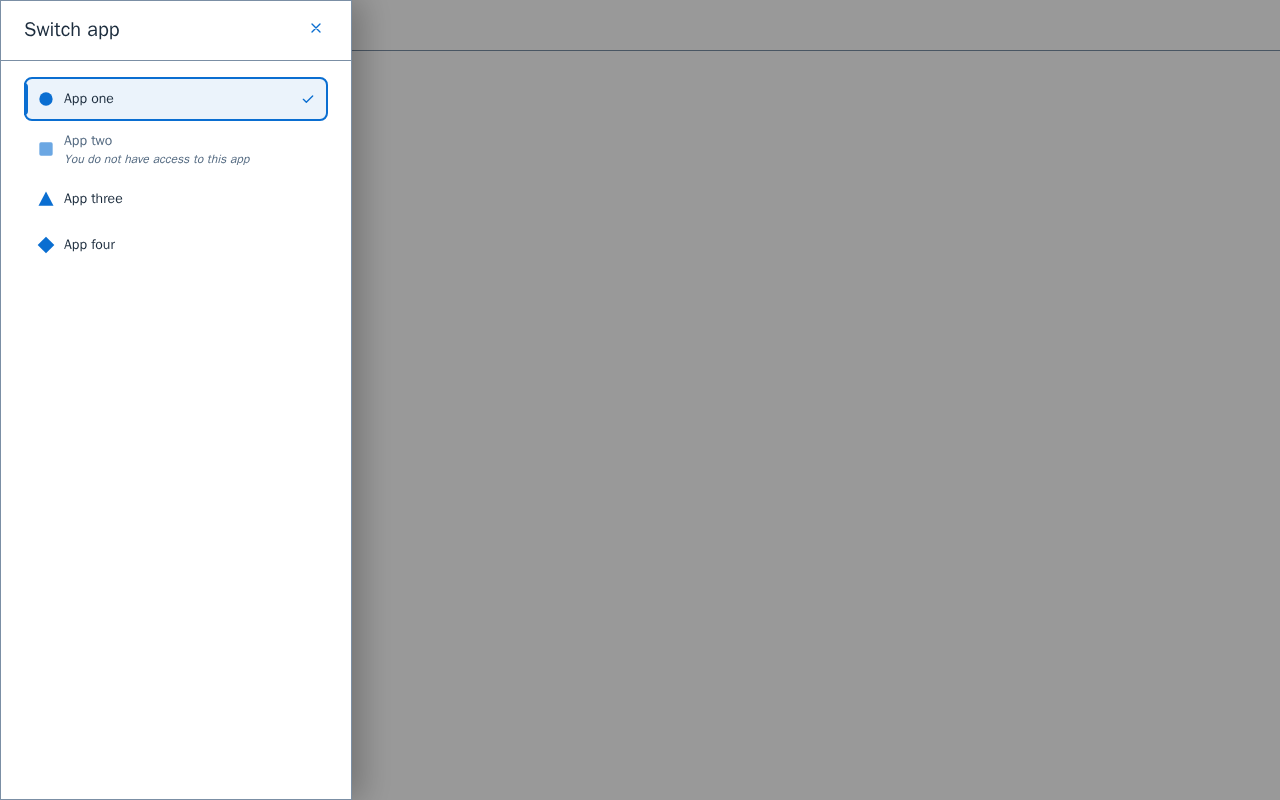 Switch app
App one
App two
You do not have access to this app
App three
App four